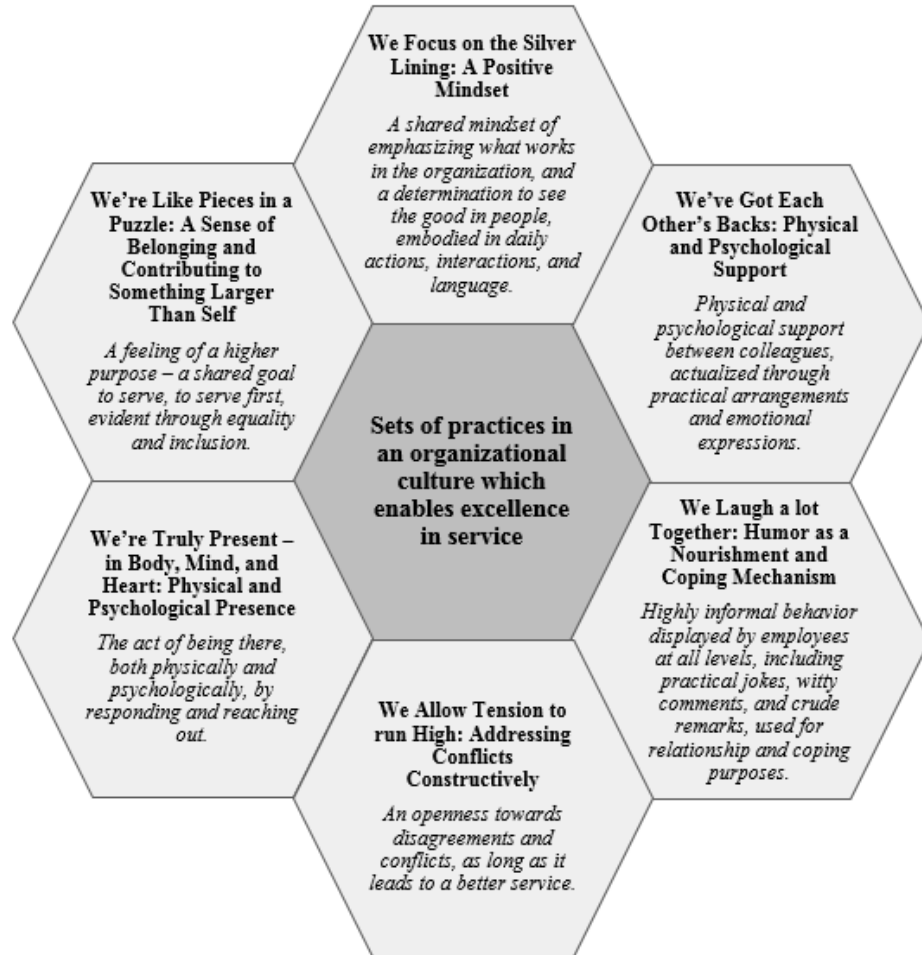 We Focus on the Silver
Lining: A Positive
Mindset
A shared mindset of
emphasizing what works
in the organization, and
a determination to see
the good in people,
embodied in daily
actions, interactions, and
language.
We're Like Pieces in a
Puzzle: A Sense of
Belonging and
Contributing to
Something Larger
Than Self
A feeling of a higher
purpose – a shared goal
to serve, to serve first,
evident through equality
and inclusion.
We've Got Each
Other's Backs: Physical
and Psychological
Support
Physical and
psychological support
between colleagues,
actualized through
practical arrangements
and emotional
expressions.
Sets of practices in
an organizational
culture which
enables excellence
in service
We're Truly Present –
in Body, Mind, and
Heart: Physical and
Psychological Presence
The act of being there,
both physically and
psychologically, by
responding and reaching
out.
We Laugh a lot
Together: Humor as a
Nourishment and
Coping Mechanism
Highly informal behavior
displayed by employees
at all levels, including
practical jokes, witty
comments, and crude
remarks, used for
relationship and coping
purposes.
We Allow Tension to
run High: Addressing
Conflicts
Constructively
An openness towards
disagreements and
conflicts, as long as it
leads to a better service.